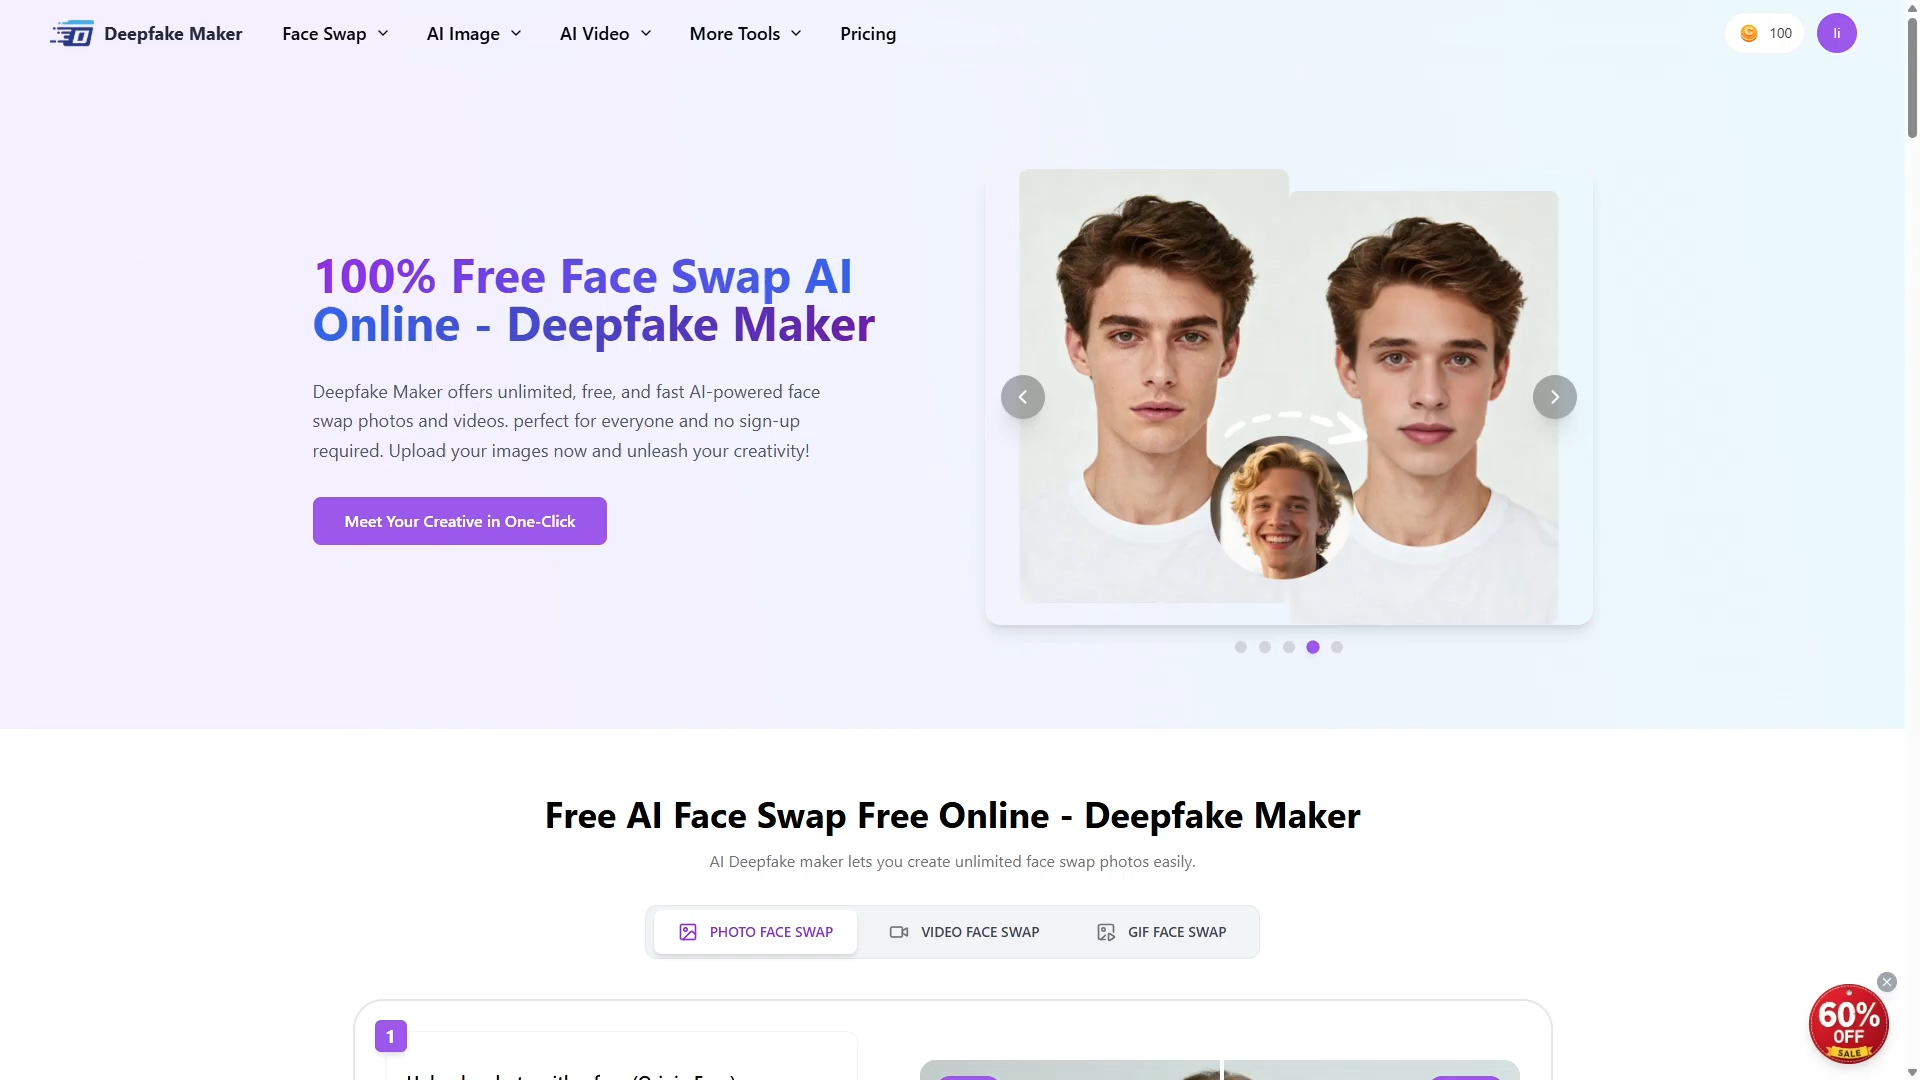 Deepfake Maker
Face Swap
AI Image
AI Video
More Tools
Pricing
100
li
100% Free Face Swap AI
Online - Deepfake Maker
Deepfake Maker offers unlimited, free, and fast AI-powered face
swap photos and videos. perfect for everyone and no sign-up
required. Upload your images now and unleash your creativity!
Meet Your Creative in One-Click
Free AI Face Swap Free Online - Deepfake Maker
AI Deepfake maker lets you create unlimited face swap photos easily.
PHOTO FACE SWAP
VIDEO FACE SWAP
GIF FACE SWAP
60%
OFF
SALE
1